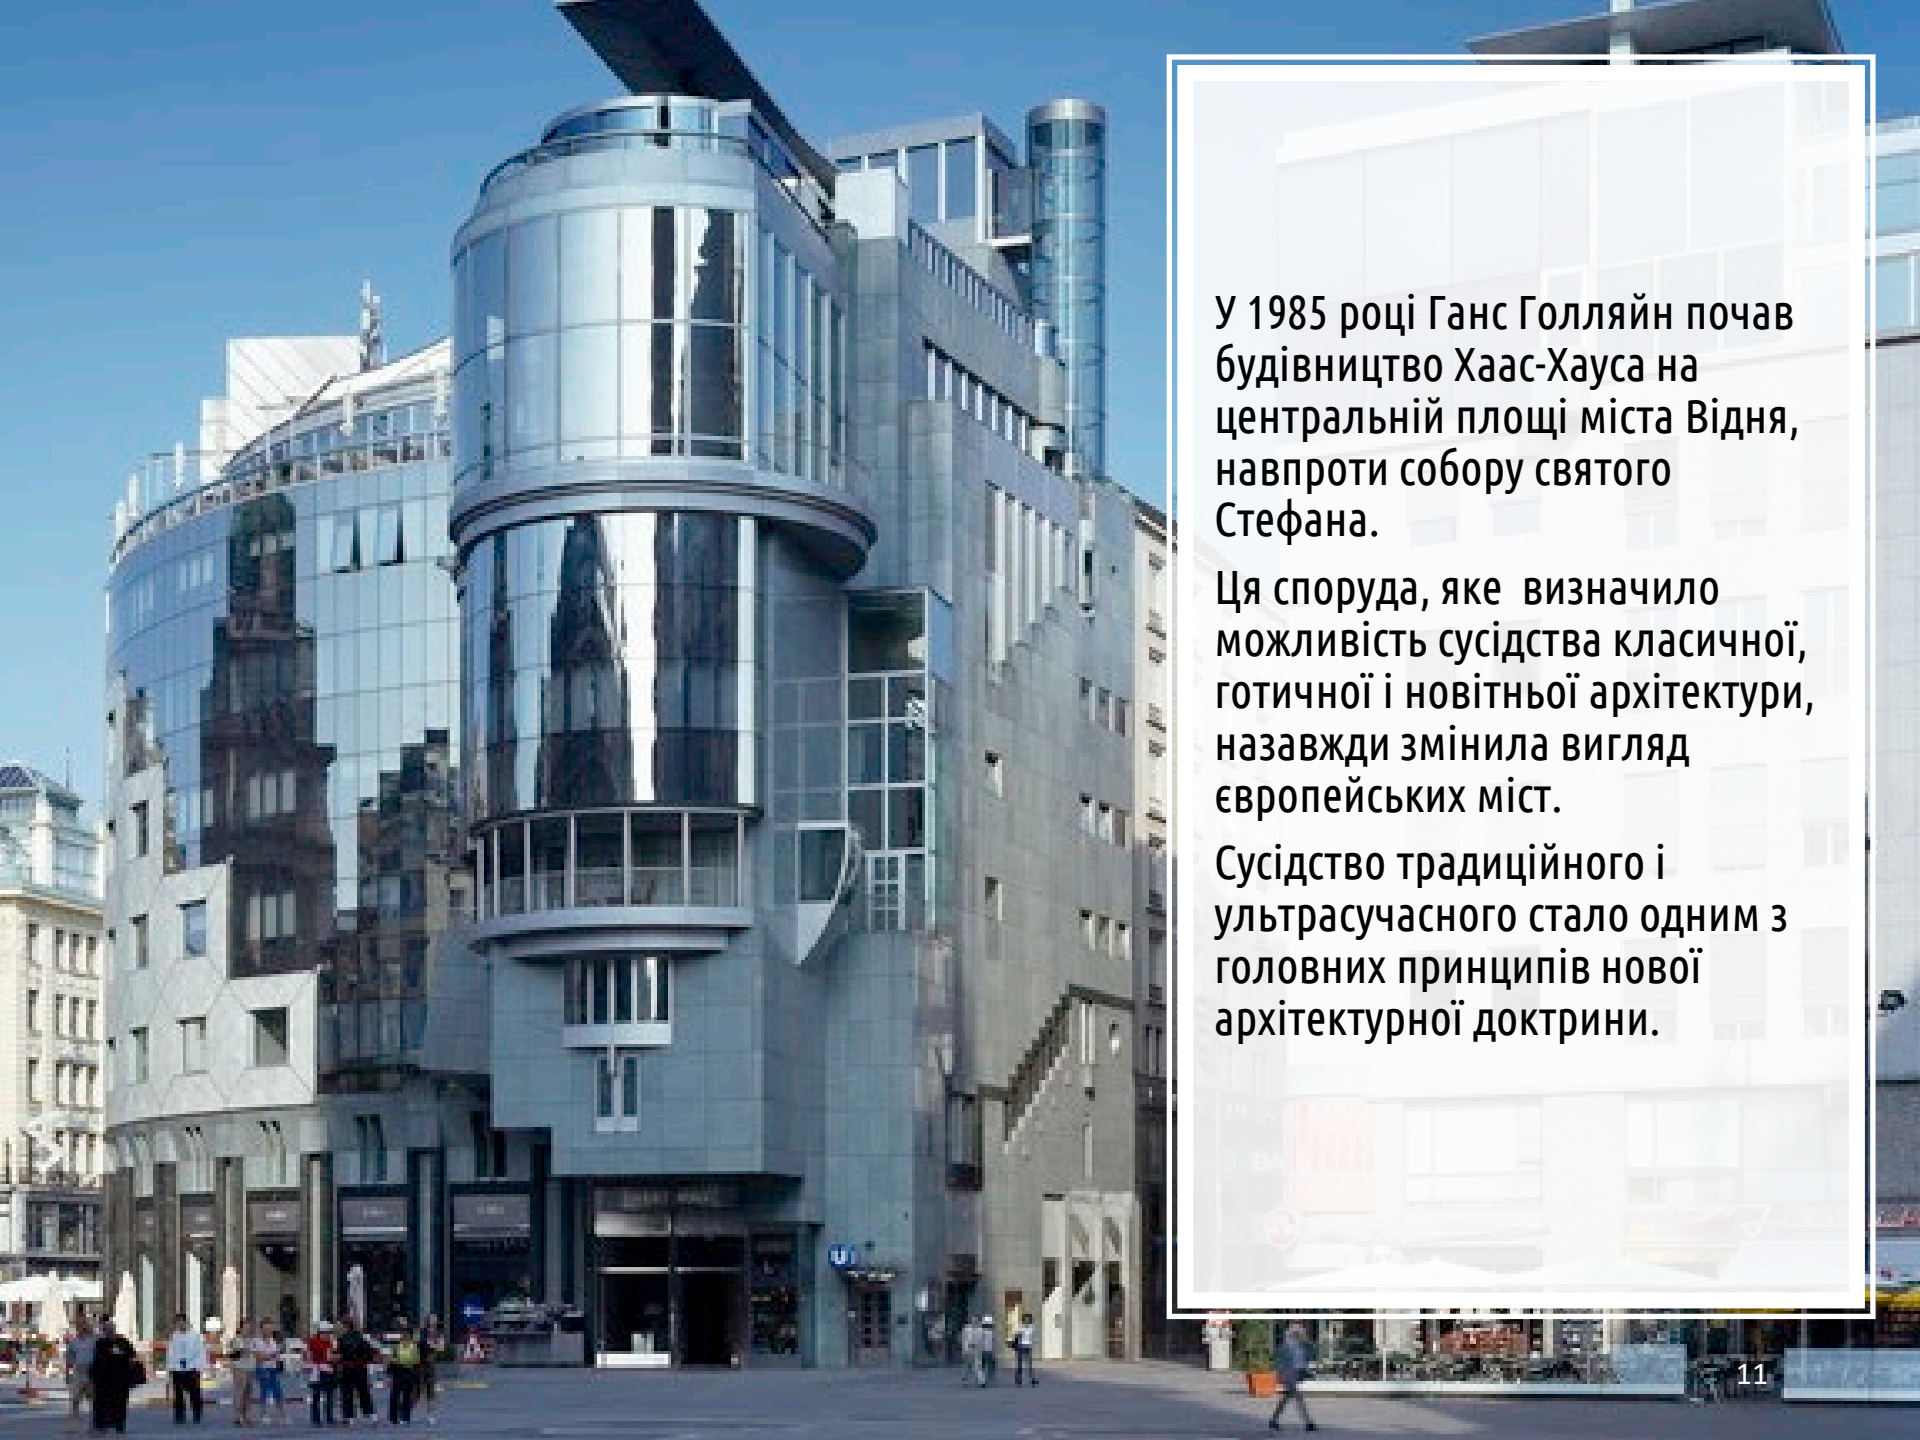 У 1985 році Ганс Голляйн почав
будівництво Хаас-Хауса на
центральній площі міста Відня,
навпроти собору святого
Стефана.
Ця споруда, яке  визначило
можливість сусідства класичної,
готичної і новітньої архітектури,
назавжди змінила вигляд
європейських міст.
Сусідство традиційного і
ультрасучасного стало одним з
головних принципів нової
архітектурної доктрини.
U
11